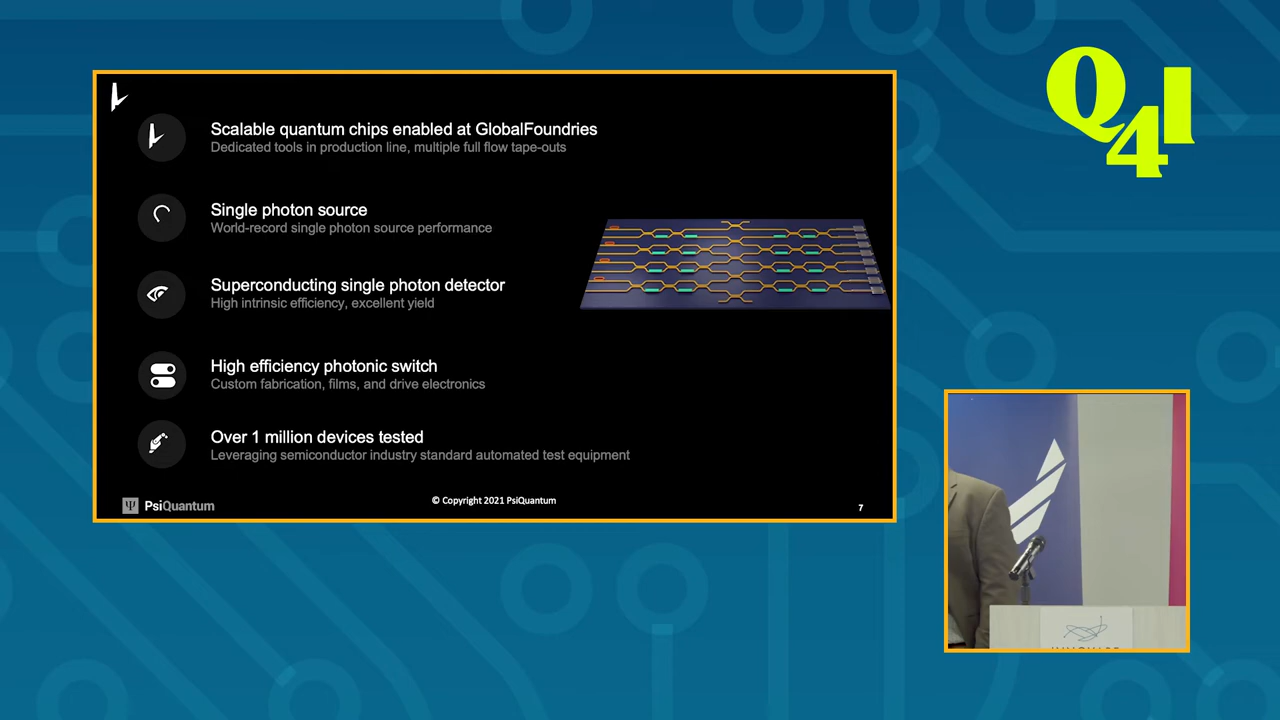 Q4I
Scalable quantum chips enabled at GlobalFoundries
Dedicated tools in production line, multiple full flow tape-outs
Single photon source
World-record single photon source performance
Superconducting single photon detector
High intrinsic efficiency, excellent yield
High efficiency photonic switch
Custom fabrication, films, and drive electronics
Over 1 million devices tested
Leveraging semiconductor industry standard automated test equipment
Ψ PsiQuantum
© Copyright 2021 PsiQuantum
7